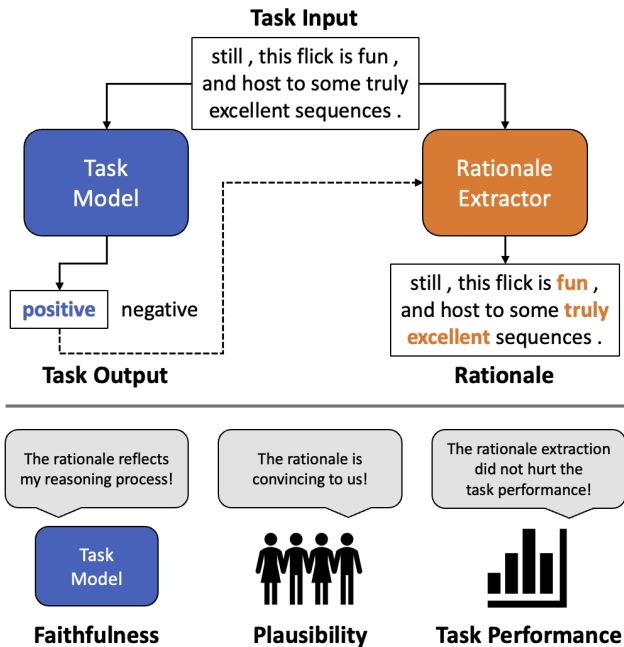 Task Input
still , this flick is fun ,
and host to some truly
excellent sequences .
Task
Model
Rationale
Extractor
positive negative
still , this flick is fun ,
and host to some truly
excellent sequences .
Task Output
Rationale
The rationale reflects
my reasoning process!
The rationale is
convincing to us!
The rationale extraction
did not hurt the
task performance!
Task
Model
Faithfulness
Plausibility
Task Performance